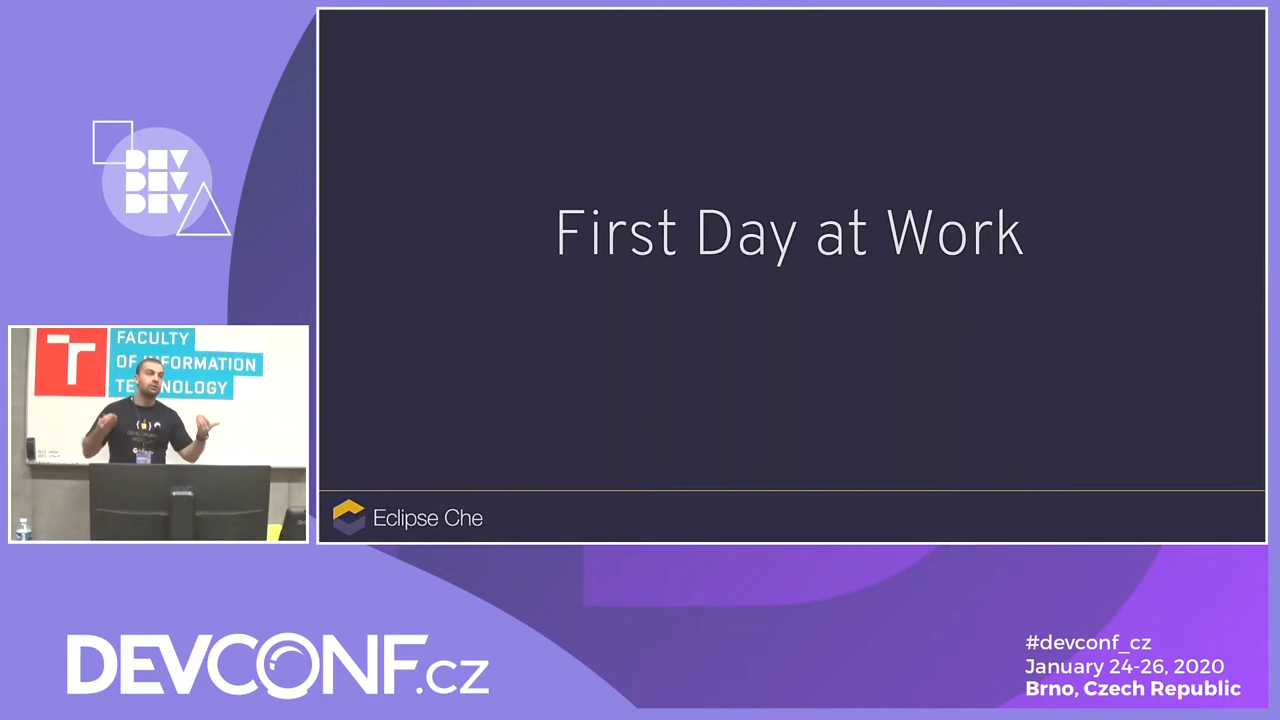 DEV
DEV
DEV
First Day at Work
FACULTY
OF INFORMATION
TECHNOLOGY
Eclipse Che
DEVCONF.cz
#devconf_cz
January 24-26, 2020
Brno, Czech Republic